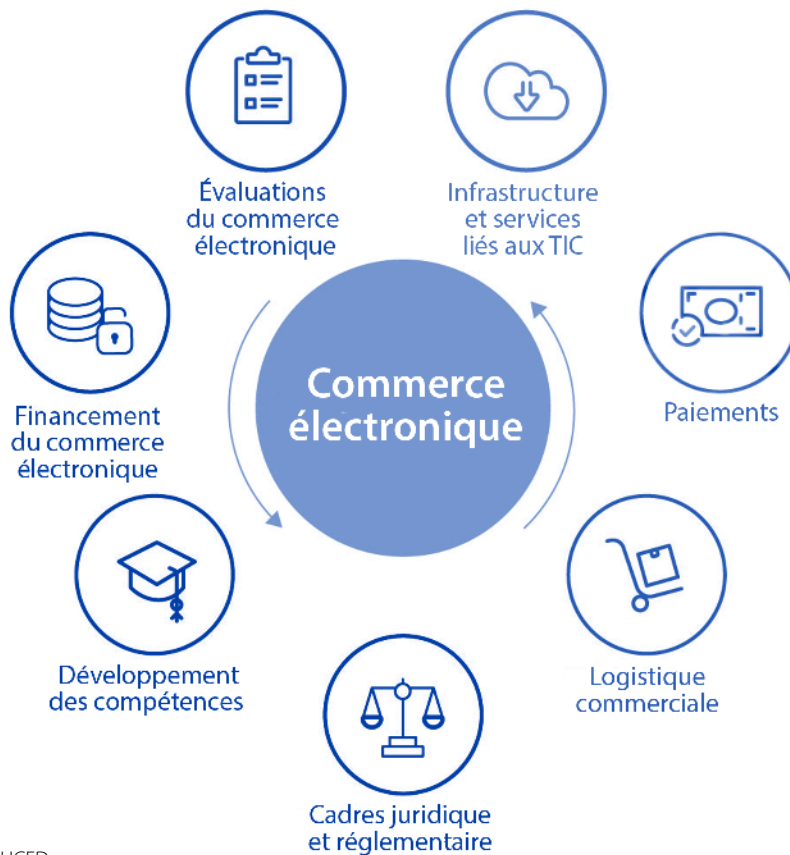 Évaluations
du commerce
électronique
Infrastructure
et services
liés aux TIC
Financement
du commerce
électronique
Commerce
électronique
Paiements
Développement
des compétences
Logistique
commerciale
Cadres juridique
et réglementaire